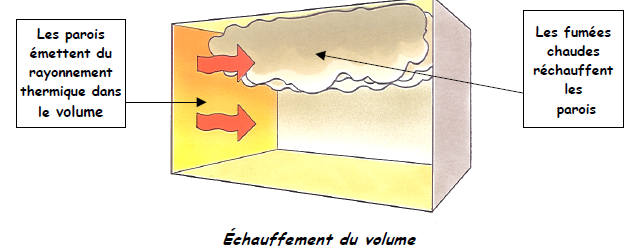 Les parois
émettent du
rayonnement
thermique dans
le volume
Les fumées
chaudes
réchauffent
les
parois
Échauffement du volume